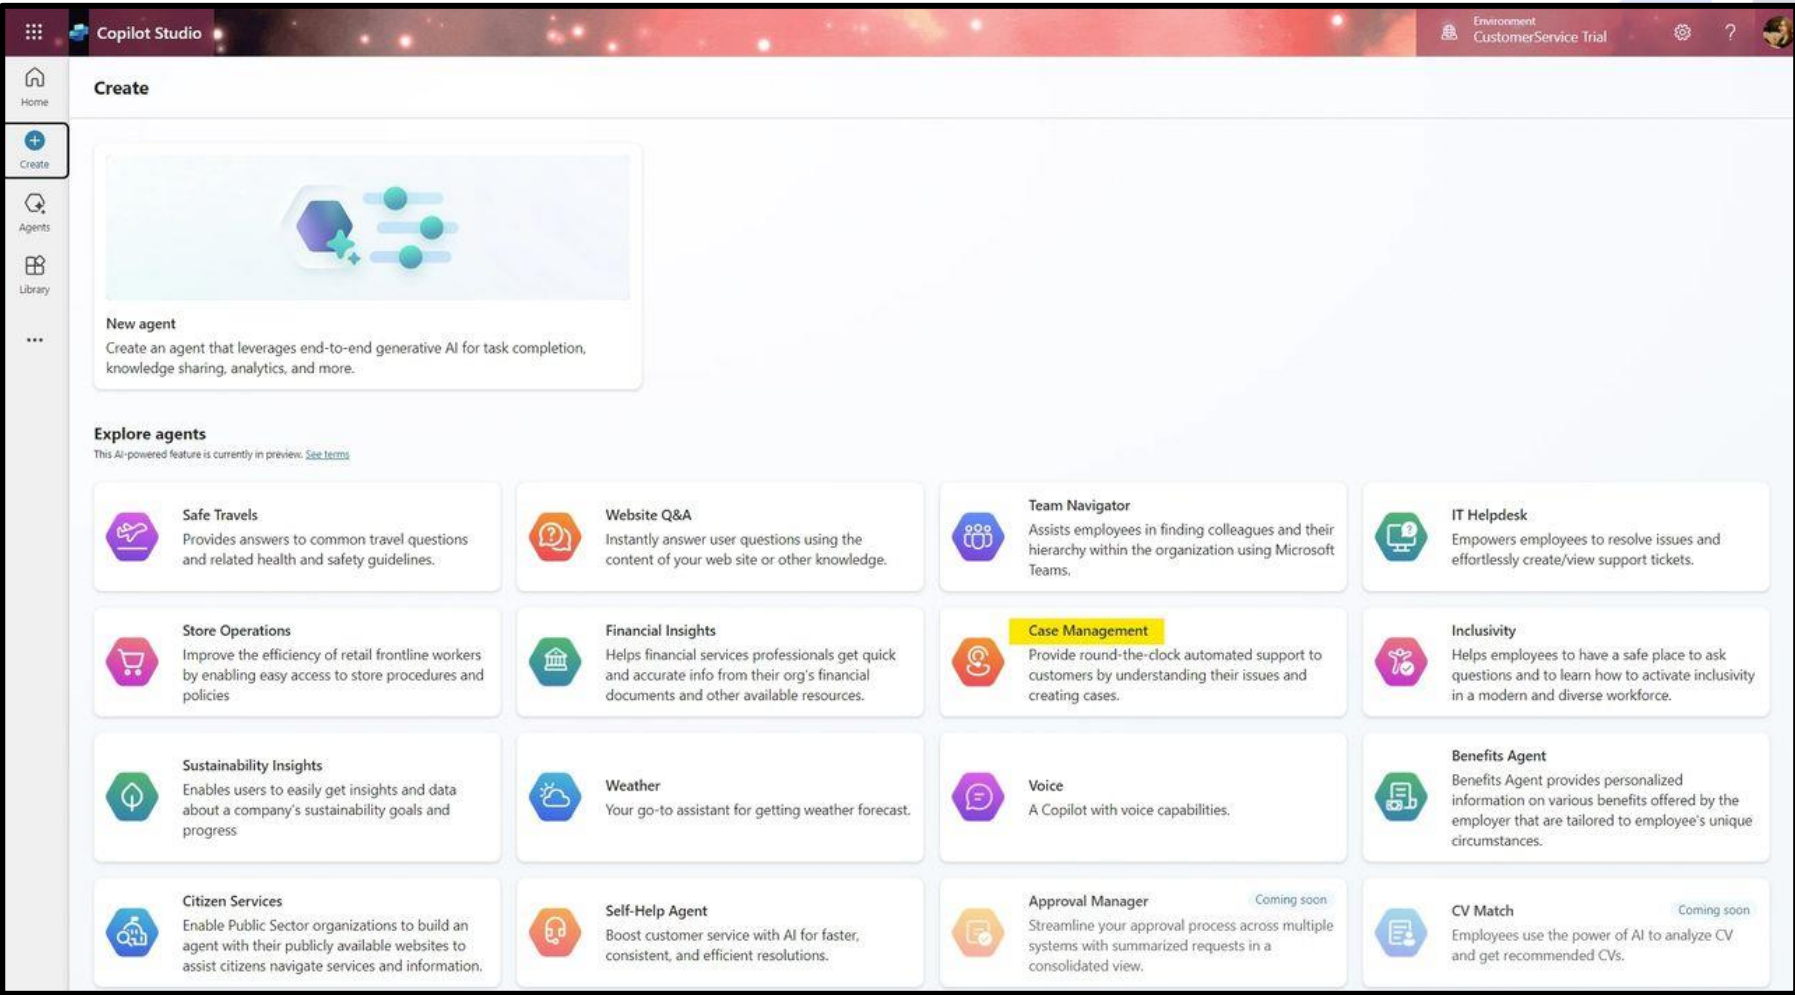 Copilot Studio
Environment
CustomerService Trial
?
Home
Create
Agents
Library
Create
New agent
Create an agent that leverages end-to-end generative AI for task completion,
knowledge sharing, analytics, and more.
Explore agents
This AI-powered feature is currently in preview. See terms
Safe Travels
Provides answers to common travel questions
and related health and safety guidelines.
Website Q&A
Instantly answer user questions using the
content of your web site or other knowledge.
Team Navigator
Assists employees in finding colleagues and their
hierarchy within the organization using Microsoft
Teams.
IT Helpdesk
Empowers employees to resolve issues and
effortlessly create/view support tickets.
Store Operations
Improve the efficiency of retail frontline workers
by enabling easy access to store procedures and
policies
Financial Insights
Helps financial services professionals get quick
and accurate info from their org's financial
documents and other available resources.
Case Management
Provide round-the-clock automated support to
customers by understanding their issues and
creating cases.
Inclusivity
Helps employees to have a safe place to ask
questions and to learn how to activate inclusivity
in a modern and diverse workforce.
Sustainability Insights
Enables users to easily get insights and data
about a company's sustainability goals and
progress
Weather
Your go-to assistant for getting weather forecast.
Voice
A Copilot with voice capabilities.
Benefits Agent
Benefits Agent provides personalized
information on various benefits offered by the
employer that are tailored to employee's unique
circumstances.
Citizen Services
Enable Public Sector organizations to build an
agent with their publicly available websites to
assist citizens navigate services and information.
Self-Help Agent
Boost customer service with AI for faster,
consistent, and efficient resolutions.
Approval Manager
Coming soon
Streamline your approval process across multiple
systems with summarized requests in a
consolidated view.
CV Match
Coming soon
Employees use the power of AI to analyze CV
and get recommended CVs.